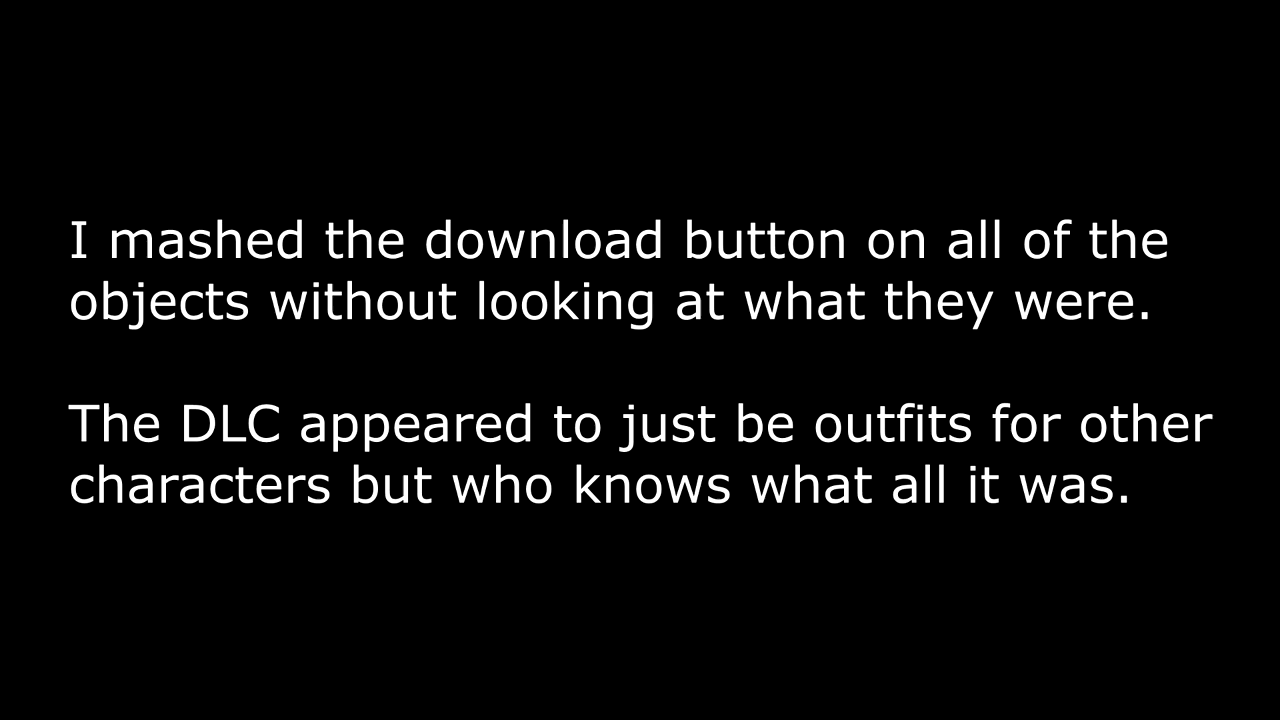 I mashed the download button on all of the
objects without looking at what they were.
The DLC appeared to just be outfits for other
characters but who knows what all it was.